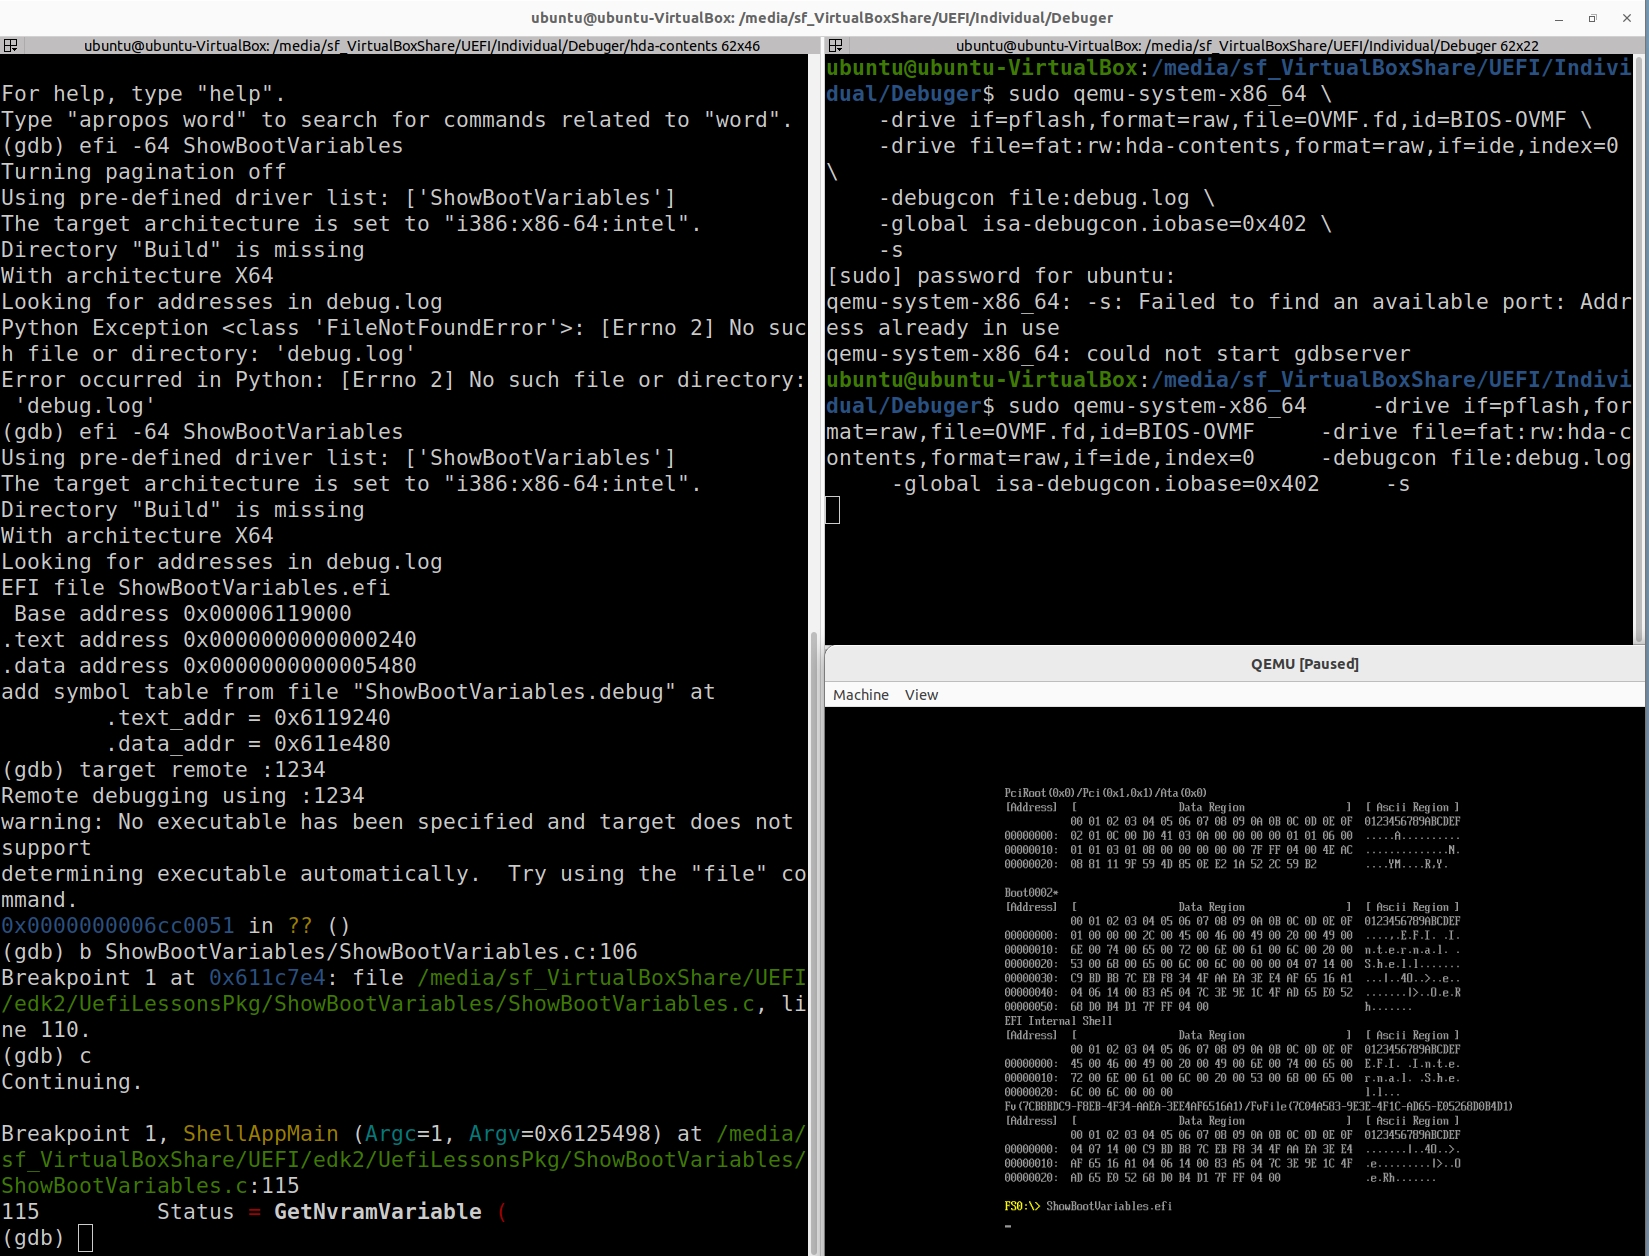 ubuntu@ubuntu-VirtualBox: /media/sf_VirtualBoxShare/UEFI/Individual/Debuger
ubuntu@ubuntu-VirtualBox: /media/sf_VirtualBoxShare/UEFI/Individual/Debuger/hda-contents 62x46
For help, type "help".
Type "apropos word" to search for commands related to "word".
(gdb) efi -64 ShowBootVariables
Turning pagination off
Using pre-defined driver list: ['ShowBootVariables']
The target architecture is set to "i386:x86-64:intel".
Directory "Build" is missing
With architecture X64
Looking for addresses in debug.log
Python Exception <class 'FileNotFoundError'>: [Errno 2] No suc
h file or directory: 'debug.log'
Error occurred in Python: [Errno 2] No such file or directory:
 'debug.log'
(gdb) efi -64 ShowBootVariables
Using pre-defined driver list: ['ShowBootVariables']
The target architecture is set to "i386:x86-64:intel".
Directory "Build" is missing
With architecture X64
Looking for addresses in debug.log
EFI file ShowBootVariables.efi
 Base address 0x00006119000
.text address 0x0000000000000240
.data address 0x0000000000005480
add symbol table from file "ShowBootVariables.debug" at
        .text_addr = 0x6119240
        .data_addr = 0x611e480
(gdb) target remote :1234
Remote debugging using :1234
warning: No executable has been specified and target does not
support
determining executable automatically.  Try using the "file" co
mmand.
0x0000000006cc0051 in ?? ()
(gdb) b ShowBootVariables/ShowBootVariables.c:106
Breakpoint 1 at 0x611c7e4: file /media/sf_VirtualBoxShare/UEFI
/edk2/UefiLessonsPkg/ShowBootVariables/ShowBootVariables.c, li
ne 110.
(gdb) c
Continuing.
Breakpoint 1, ShellAppMain (Argc=1, Argv=0x6125498) at /media/
sf_VirtualBoxShare/UEFI/edk2/UefiLessonsPkg/ShowBootVariables/
ShowBootVariables.c:115
115         Status = GetNvramVariable (
(gdb)
ubuntu@ubuntu-VirtualBox: /media/sf_VirtualBoxShare/UEFI/Individual/Debuger 62x22
ubuntu@ubuntu-VirtualBox:/media/sf_VirtualBoxShare/UEFI/Indivi
dual/Debuger$ sudo qemu-system-x86_64 \
    -drive if=pflash,format=raw,file=OVMF.fd,id=BIOS-OVMF \
    -drive file=fat:rw:hda-contents,format=raw,if=ide,index=0
\
    -debugcon file:debug.log \
    -global isa-debugcon.iobase=0x402 \
    -s
[sudo] password for ubuntu:
qemu-system-x86_64: -s: Failed to find an available port: Addr
ess already in use
qemu-system-x86_64: could not start gdbserver
ubuntu@ubuntu-VirtualBox:/media/sf_VirtualBoxShare/UEFI/Indivi
dual/Debuger$ sudo qemu-system-x86_64     -drive if=pflash,for
mat=raw,file=OVMF.fd,id=BIOS-OVMF     -drive file=fat:rw:hda-c
ontents,format=raw,if=ide,index=0     -debugcon file:debug.log
     -global isa-debugcon.iobase=0x402     -s
QEMU [Paused]
Machine View
PciRoot(0x0)/Pci(0x1,0x1)/Ata(0x0)
[Address]  [                 Data Region                 ]  [ Ascii Region ]
           00 01 02 03 04 05 06 07 08 09 0A 0B 0C 0D 0E 0F  0123456789ABCDEF
00000000:  02 01 0C 00 D0 41 03 0A 00 00 00 00 01 01 06 00  .....A..........
00000010:  01 01 03 01 08 00 00 00 00 00 7F FF 04 00 4E AC  ..............N.
00000020:  08 81 11 9F 59 4D 85 0E E2 1A 52 2C 59 B2        ....YM....R,Y.
Boot0002*
[Address]  [                 Data Region                 ]  [ Ascii Region ]
           00 01 02 03 04 05 06 07 08 09 0A 0B 0C 0D 0E 0F  0123456789ABCDEF
00000000:  01 00 00 00 2C 00 45 00 46 00 49 00 20 00 49 00  ....,.E.F.I. .I.
00000010:  6E 00 74 00 65 00 72 00 6E 00 61 00 6C 00 20 00  n.t.e.r.n.a.l. .
00000020:  53 00 68 00 65 00 6C 00 6C 00 00 00 04 07 14 00  S.h.e.l.l.......
00000030:  C9 BD B8 7C EB F8 34 4F AA EA 3E E4 AF 65 16 A1  ...|..4O..>..e..
00000040:  04 06 14 00 83 A5 04 7C 3E 9E 1C 4F AD 65 E0 52  .......|>..O.e.R
00000050:  68 D0 B4 D1 7F FF 04 00                          h.......
EFI Internal Shell
[Address]  [                 Data Region                 ]  [ Ascii Region ]
           00 01 02 03 04 05 06 07 08 09 0A 0B 0C 0D 0E 0F  0123456789ABCDEF
00000000:  45 00 46 00 49 00 20 00 49 00 6E 00 74 00 65 00  E.F.I. .I.n.t.e.
00000010:  72 00 6E 00 61 00 6C 00 20 00 53 00 68 00 65 00  r.n.a.l. .S.h.e.
00000020:  6C 00 6C 00 00 00                                l.l...
Fv(7CB8BDC9-F8EB-4F34-AAEA-3EE4AF6516A1)/FvFile(7C04A583-9E3E-4F1C-AD65-E05268D0B4D1)
[Address]  [                 Data Region                 ]  [ Ascii Region ]
           00 01 02 03 04 05 06 07 08 09 0A 0B 0C 0D 0E 0F  0123456789ABCDEF
00000000:  04 07 14 00 C9 BD B8 7C EB F8 34 4F AA EA 3E E4  .......|..4O..>.
00000010:  AF 65 16 A1 04 06 14 00 83 A5 04 7C 3E 9E 1C 4F  .e.........|>..O
00000020:  AD 65 E0 52 68 D0 B4 D1 7F FF 04 00              .e.Rh.......
FS0:\> ShowBootVariables.efi